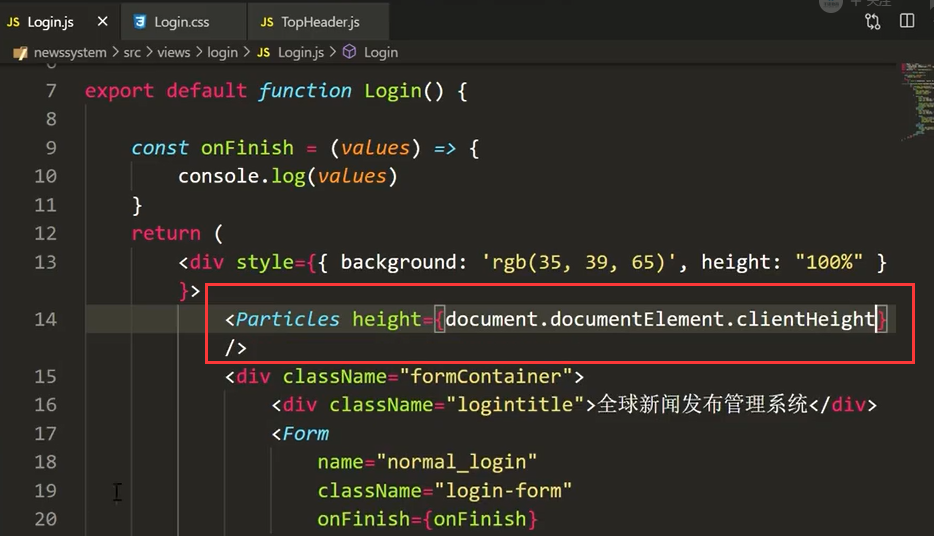 JS Login.js × Login.css JS TopHeader.js
newssystem > src > views > login > JS Login.js > Login
7 export default function Login() {
8
9 const onFinish = (values) => {
10 console.log(values)
11 }
12 return (
13 <div style={{ background: 'rgb(35, 39, 65)', height: "100%" }
}>
14 <Particles height={document.documentElement.clientHeight}
/>
15 <div className="formContainer">
16 <div className="logintitle">全球新闻发布管理系统</div>
17 <Form
18 name="normal_login"
19 className="login-form"
20 onFinish={onFinish}